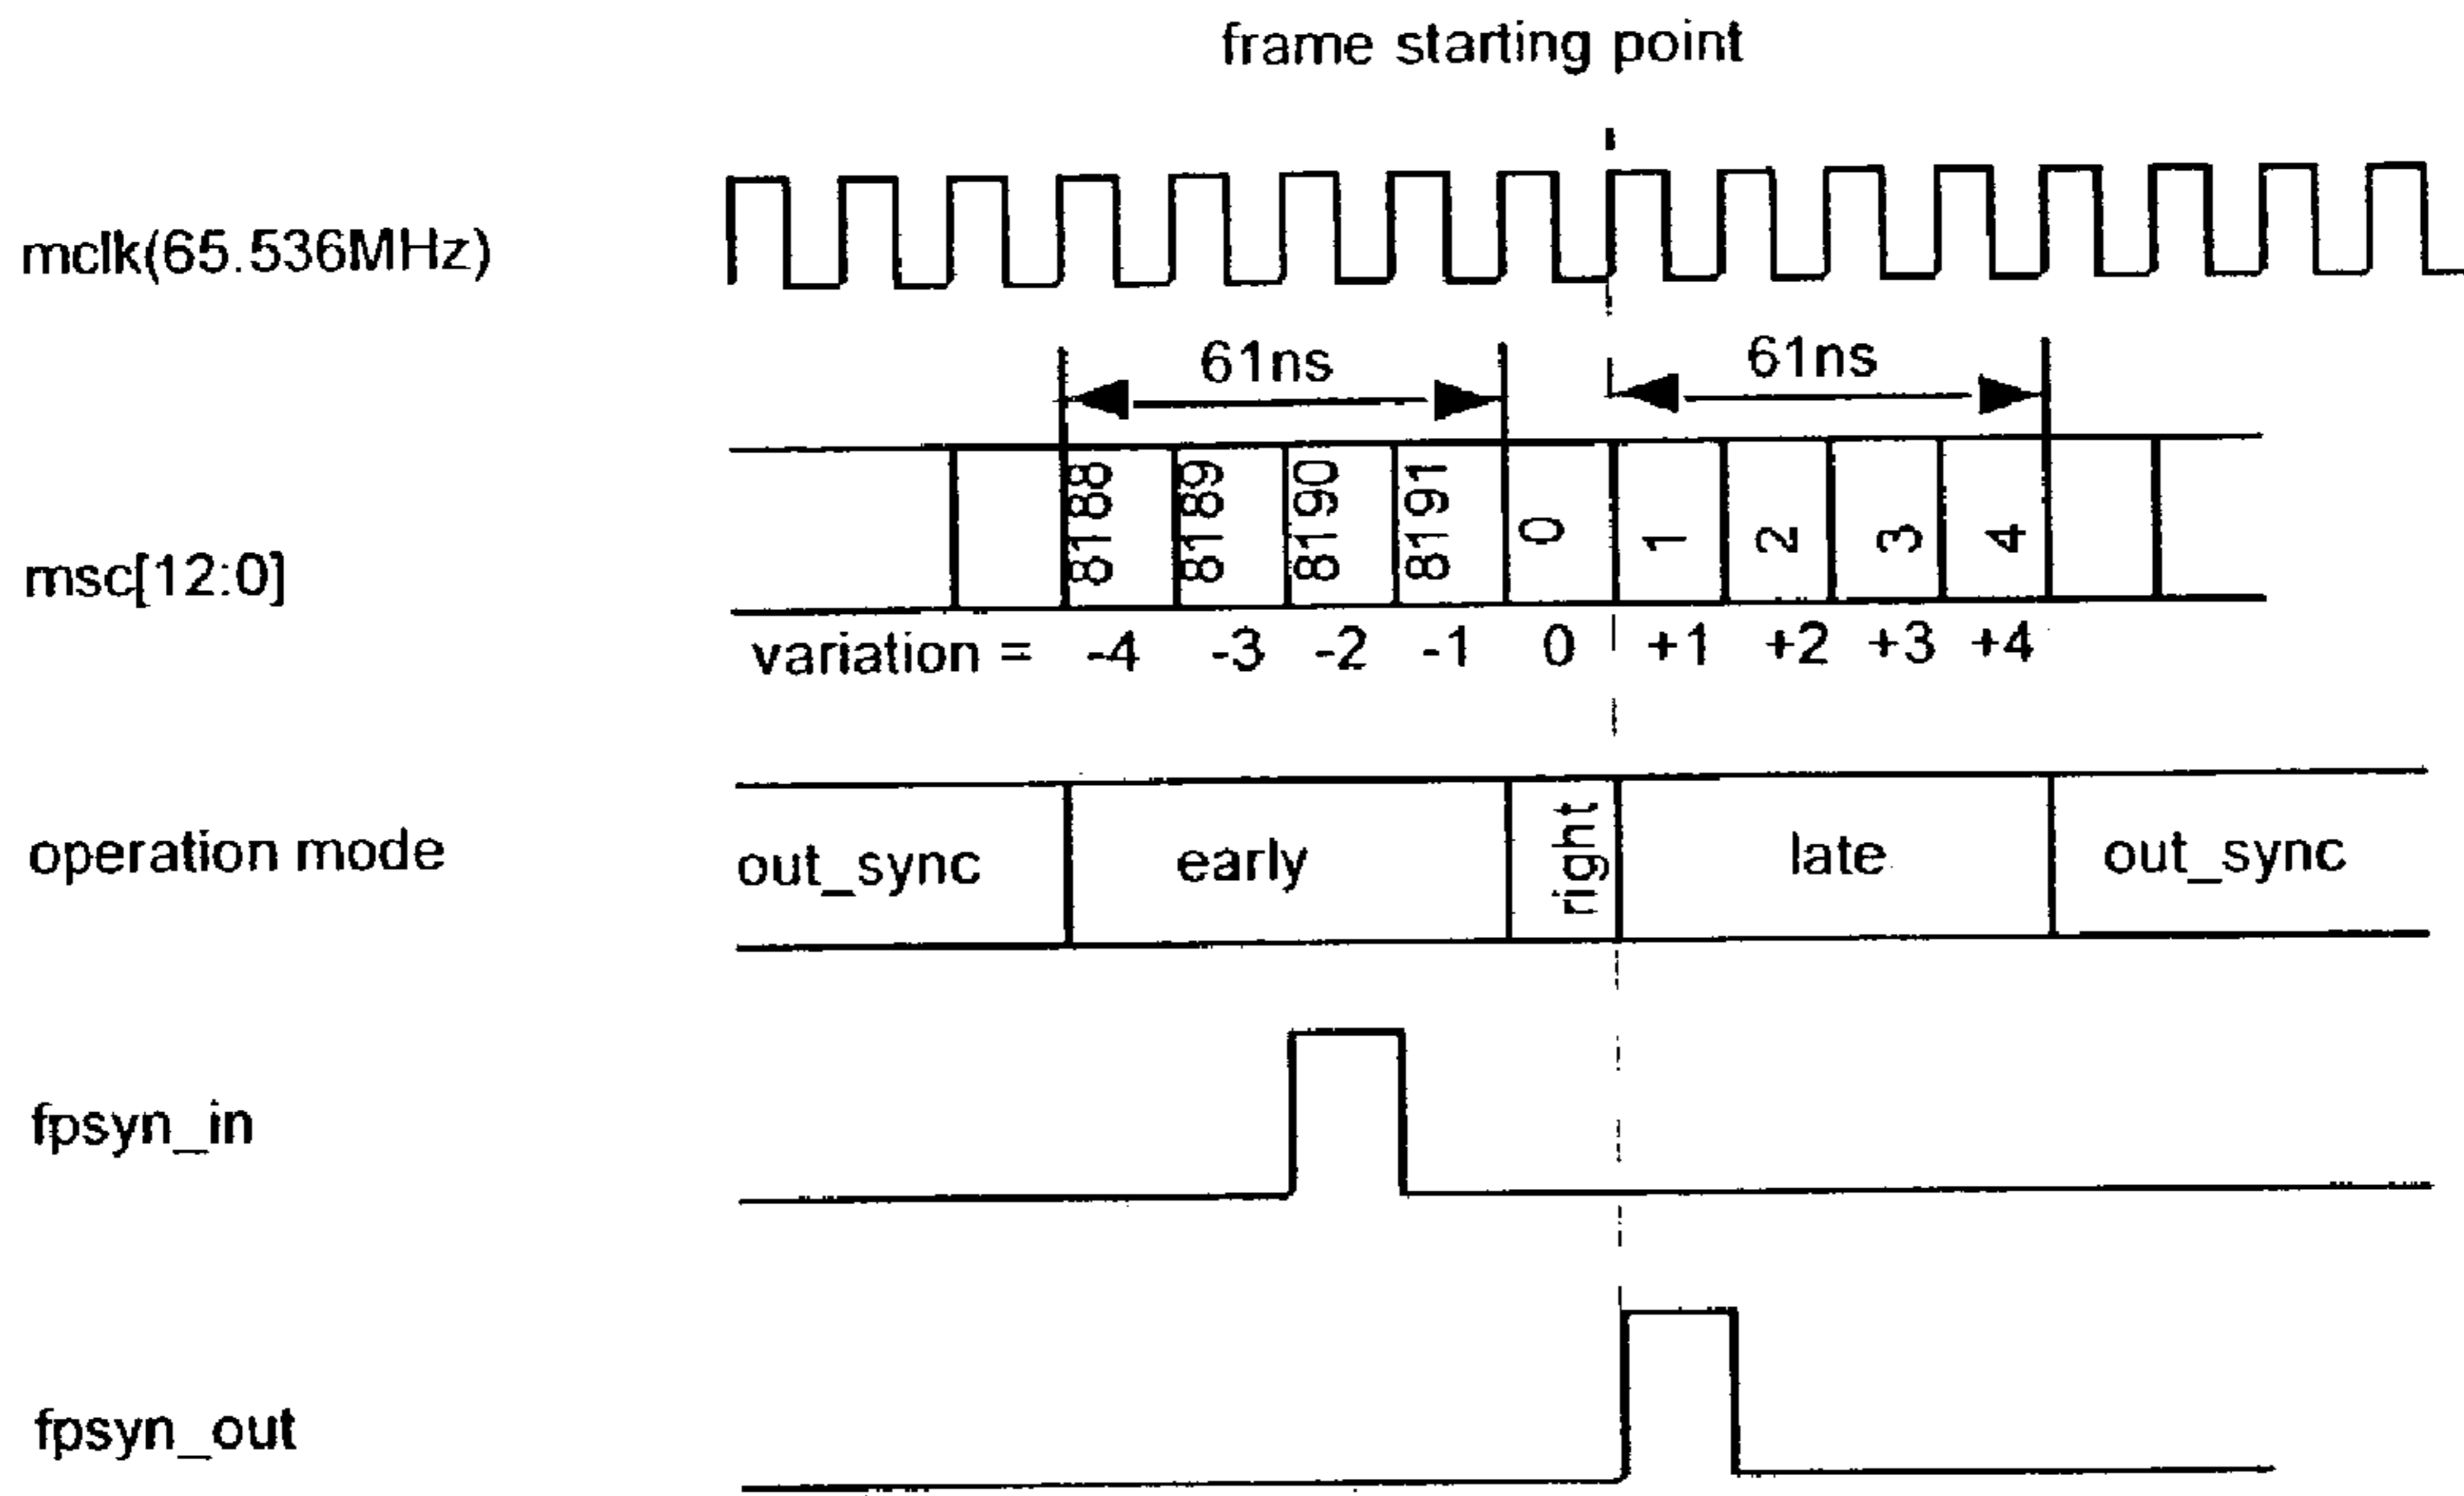 frame starting point
mclk(65.536MHz)
61ns 61ns
msc[12:0] 8188 8189 8190 8191 0 1 2 3 4
variation = -4 -3 -2 -1 0 +1 +2 +3 +4
operation mode out_sync early right late out_sync
fpsyn_in
fpsyn_out